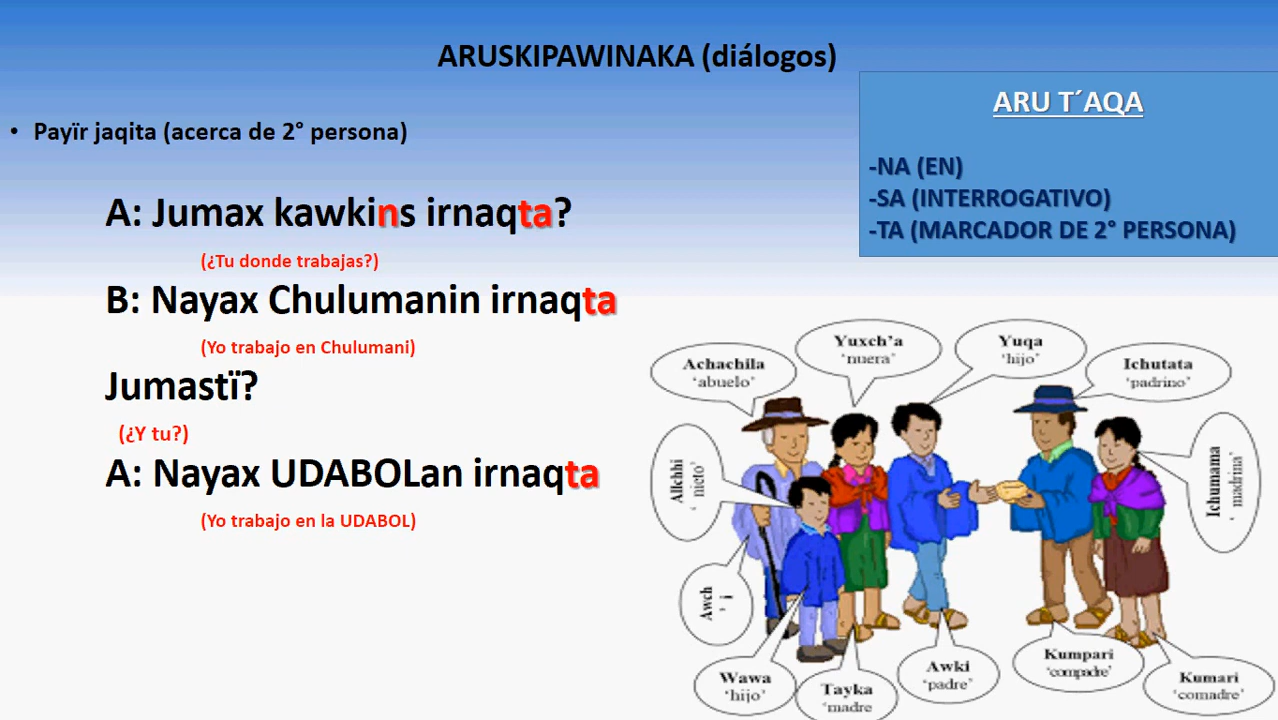 ARUSKIPAWINAKA (diálogos)
ARU T´AQA
-NA (EN)
-SA (INTERROGATIVO)
-TA (MARCADOR DE 2° PERSONA)
• Payïr jaqita (acerca de 2° persona)
A: Jumax kawkins irnaqta?
(¿Tu donde trabajas?)
B: Nayax Chulumanin irnaqta
(Yo trabajo en Chulumani)
Jumastï?
(¿Y tu?)
A: Nayax UDABOLan irnaqta
(Yo trabajo en la UDABOL)
Achachila
‘abuelo’
Yuxch’a
‘nuera’
Yuqa
‘hijo’
Ichutata
‘padrino’
Allchhi
‘nieto’
Ichumama
‘madrina’
Awch
Wawa
‘hijo’
Tayka
‘madre
Awki
‘padre’
Kumpari
‘compadre’
Kumari
‘comadre’